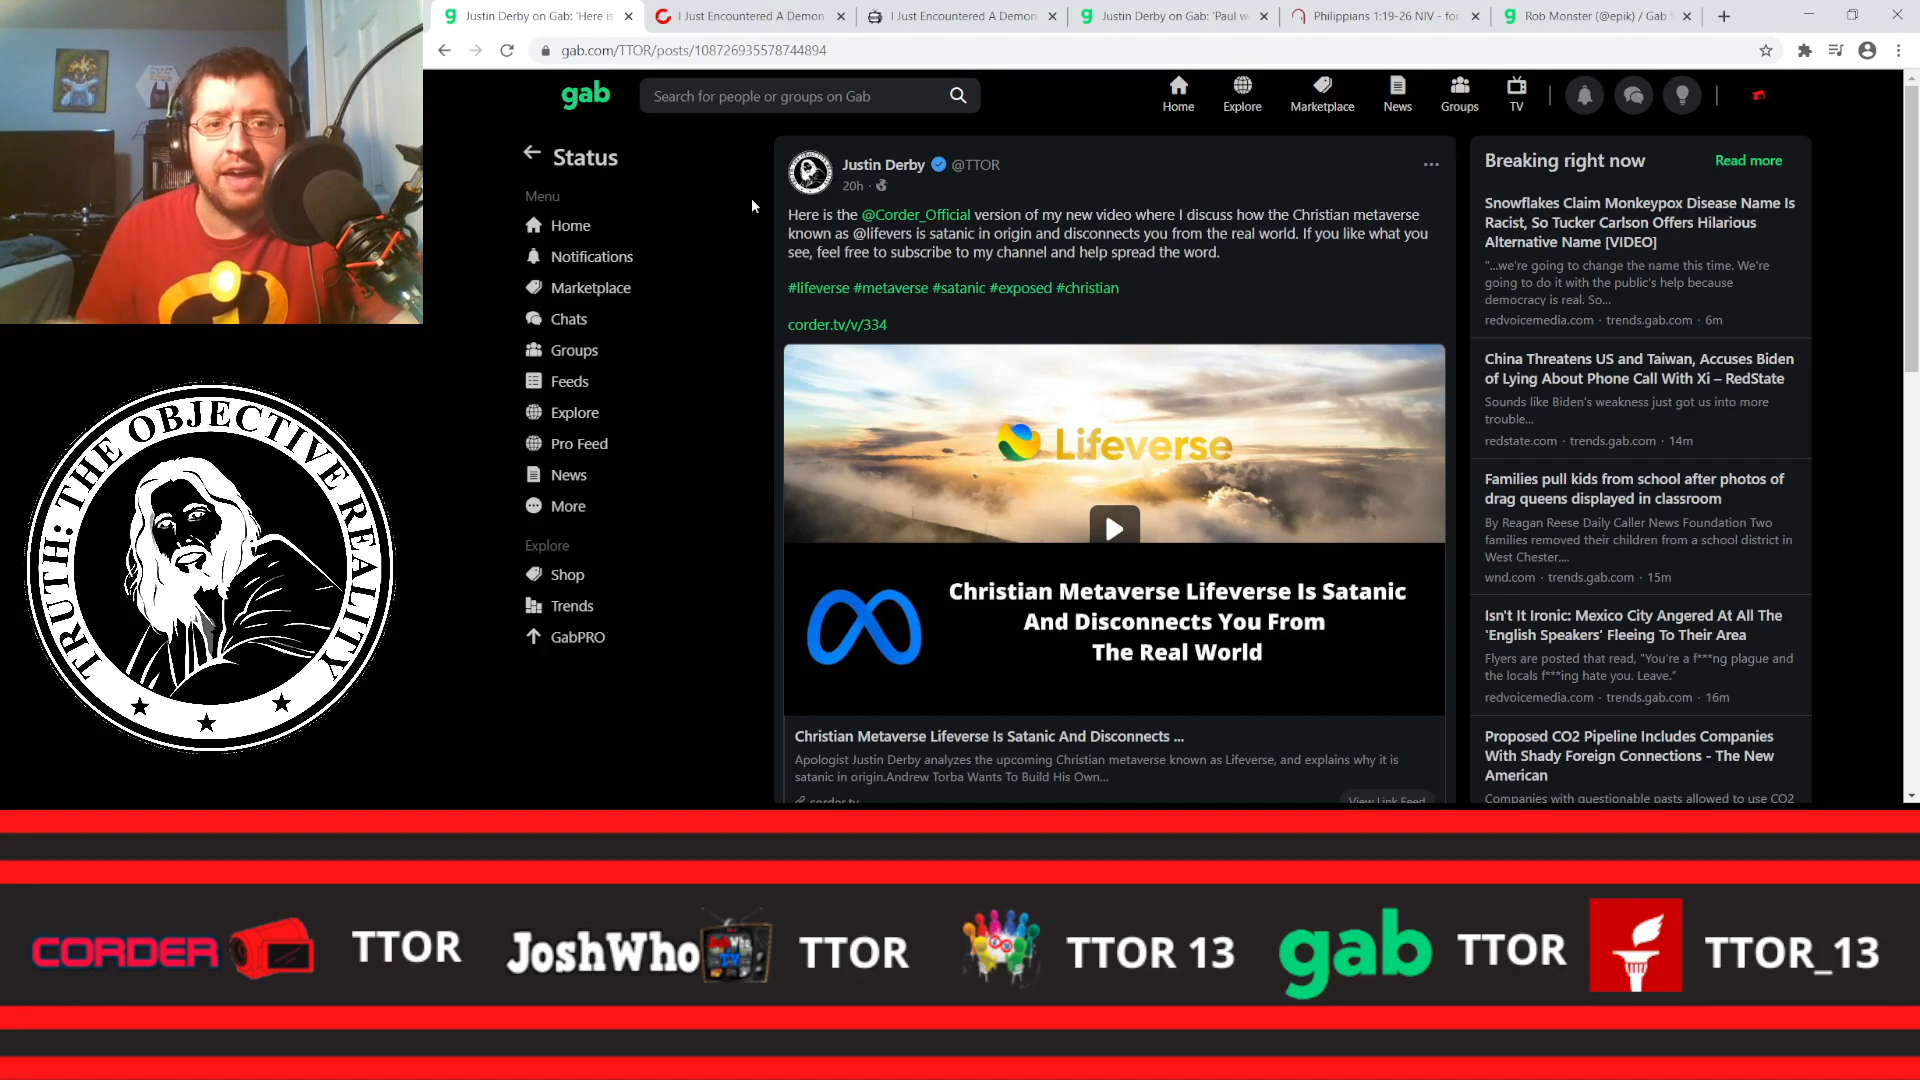 Justin Derby on Gab: 'Here is
I Just Encountered A Demon
I Just Encountered A Demon
Justin Derby on Gab: 'Paul w
Philippians 1:19-26 NIV - for
Rob Monster (@epik) / Gab S
gab.com/TTOR/posts/108726935578744894
gab
Search for people or groups on Gab
Home
Explore
Marketplace
News
Groups
TV
Status
Menu
Home
Notifications
Marketplace
Chats
Groups
Feeds
Explore
Pro Feed
News
More
Explore
Shop
Trends
GabPRO
Justin Derby @TTOR
20h ·
Here is the @Corder_Official version of my new video where I discuss how the Christian metaverse
known as @lifevers is satanic in origin and disconnects you from the real world. If you like what you
see, feel free to subscribe to my channel and help spread the word.
#lifeverse #metaverse #satanic #exposed #christian
corder.tv/v/334
Lifeverse
Christian Metaverse Lifeverse Is Satanic
And Disconnects You From
The Real World
Christian Metaverse Lifeverse Is Satanic And Disconnects ...
Apologist Justin Derby analyzes the upcoming Christian metaverse known as Lifeverse, and explains why it is
satanic in origin.Andrew Torba Wants To Build His Own...
corder.tv
View Link Feed
Breaking right now
Read more
Snowflakes Claim Monkeypox Disease Name Is
Racist, So Tucker Carlson Offers Hilarious
Alternative Name [VIDEO]
"...we're going to change the name this time. We're
going to do it with the public's help because
democracy is real. So...
redvoicemedia.com · trends.gab.com · 6m
China Threatens US and Taiwan, Accuses Biden
of Lying About Phone Call With Xi – RedState
Sounds like Biden's weakness just got us into more
trouble...
redstate.com · trends.gab.com · 14m
Families pull kids from school after photos of
drag queens displayed in classroom
By Reagan Reese Daily Caller News Foundation Two
families removed their children from a school district in
West Chester....
wnd.com · trends.gab.com · 15m
Isn't It Ironic: Mexico City Angered At All The
'English Speakers' Fleeing To Their Area
Flyers are posted that read, "You're a f***ng plague and
the locals f***ing hate you. Leave."
redvoicemedia.com · trends.gab.com · 16m
Proposed CO2 Pipeline Includes Companies
With Shady Foreign Connections - The New
American
Companies with questionable pasts allowed to use CO2
TRUTH: THE OBJECTIVE REALITY
CORDER
TTOR
JoshWho
TTOR
TTOR 13
gab
TTOR
TTOR_13